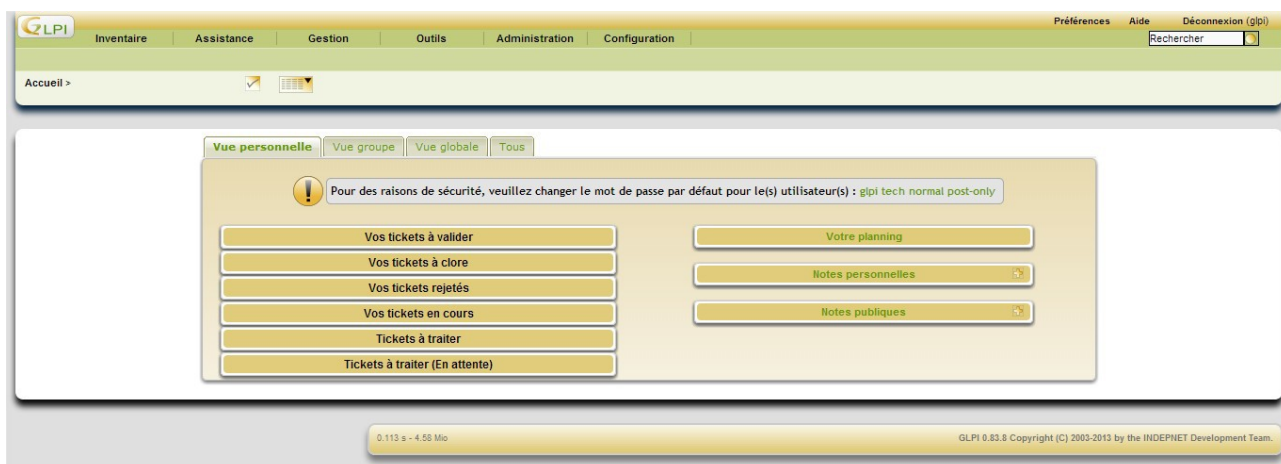 GLPI
Préférences Aide Déconnexion (glpi)
Inventaire Assistance Gestion Outils Administration Configuration Rechercher
Accueil >
Vue personnelle Vue groupe Vue globale Tous
Pour des raisons de sécurité, veuillez changer le mot de passe par défaut pour le(s) utilisateur(s) : glpi tech normal post-only
Vos tickets à valider
Vos tickets à clore
Vos tickets rejetés
Vos tickets en cours
Tickets à traiter
Tickets à traiter (En attente)
Votre planning
Notes personnelles
Notes publiques
0.113 s - 4.58 Mio
GLPI 0.83.8 Copyright (C) 2003-2013 by the INDEPNET Development Team.